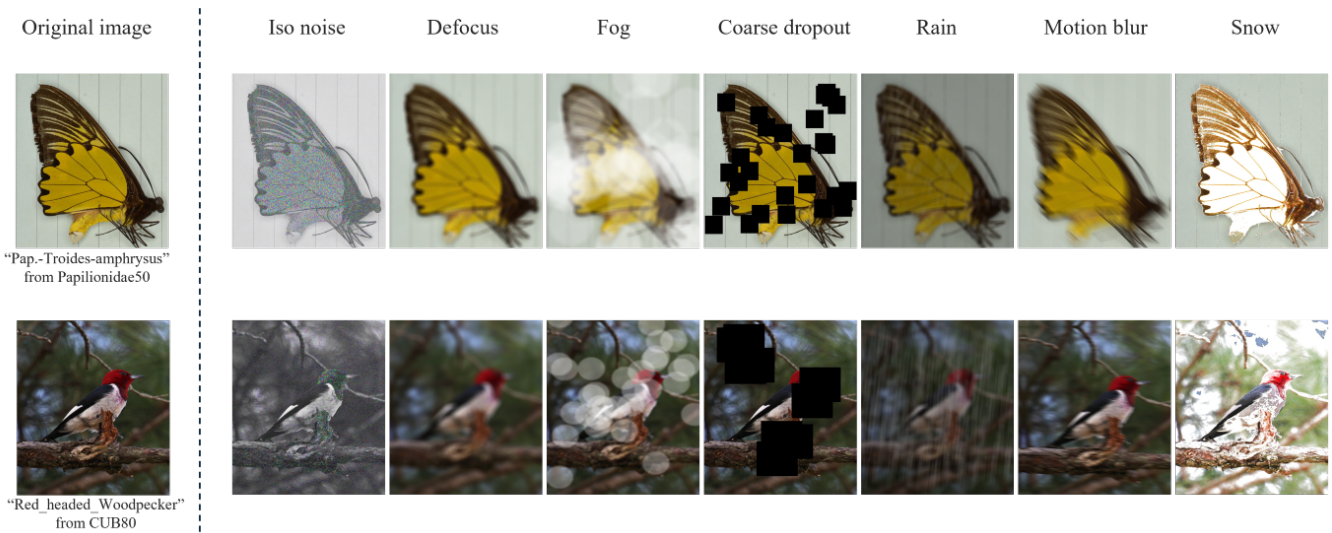 Original image
Iso noise
Defocus
Fog
Coarse dropout
Rain
Motion blur
Snow
“Pap.-Troides-amphrysus”
from Papilionidae50
“Red_headed_Woodpecker”
from CUB80